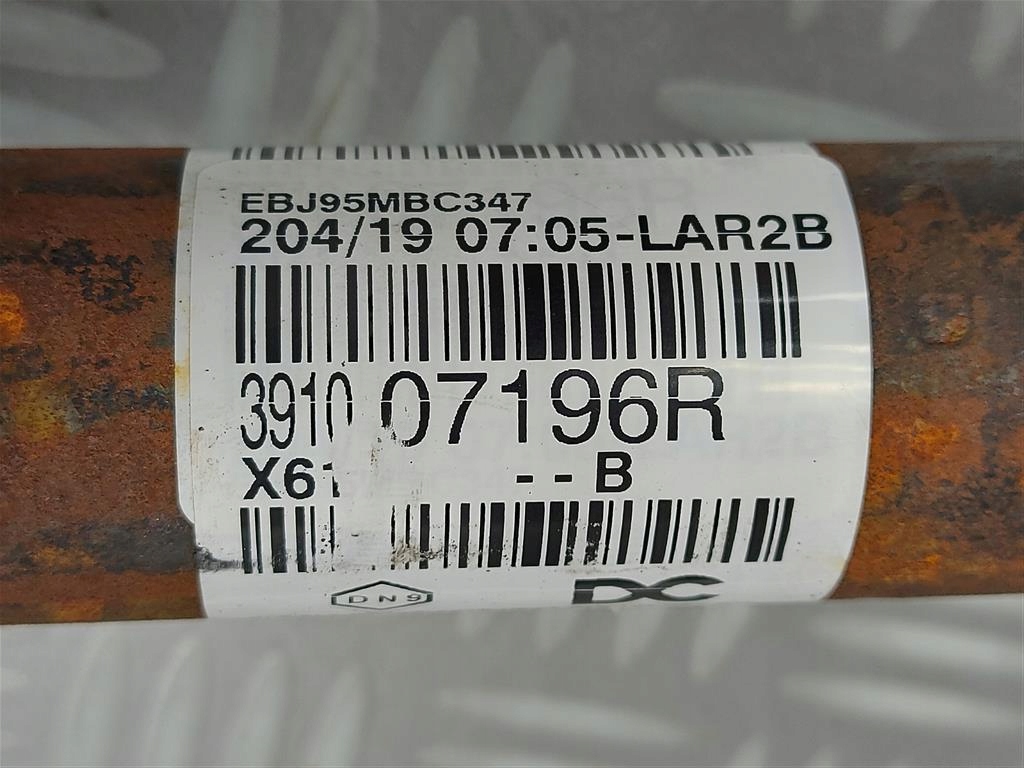 EBJ95MBC347
204/19 07:05-LAR2B
3910 07196R
X61 - - B
DN9 DC